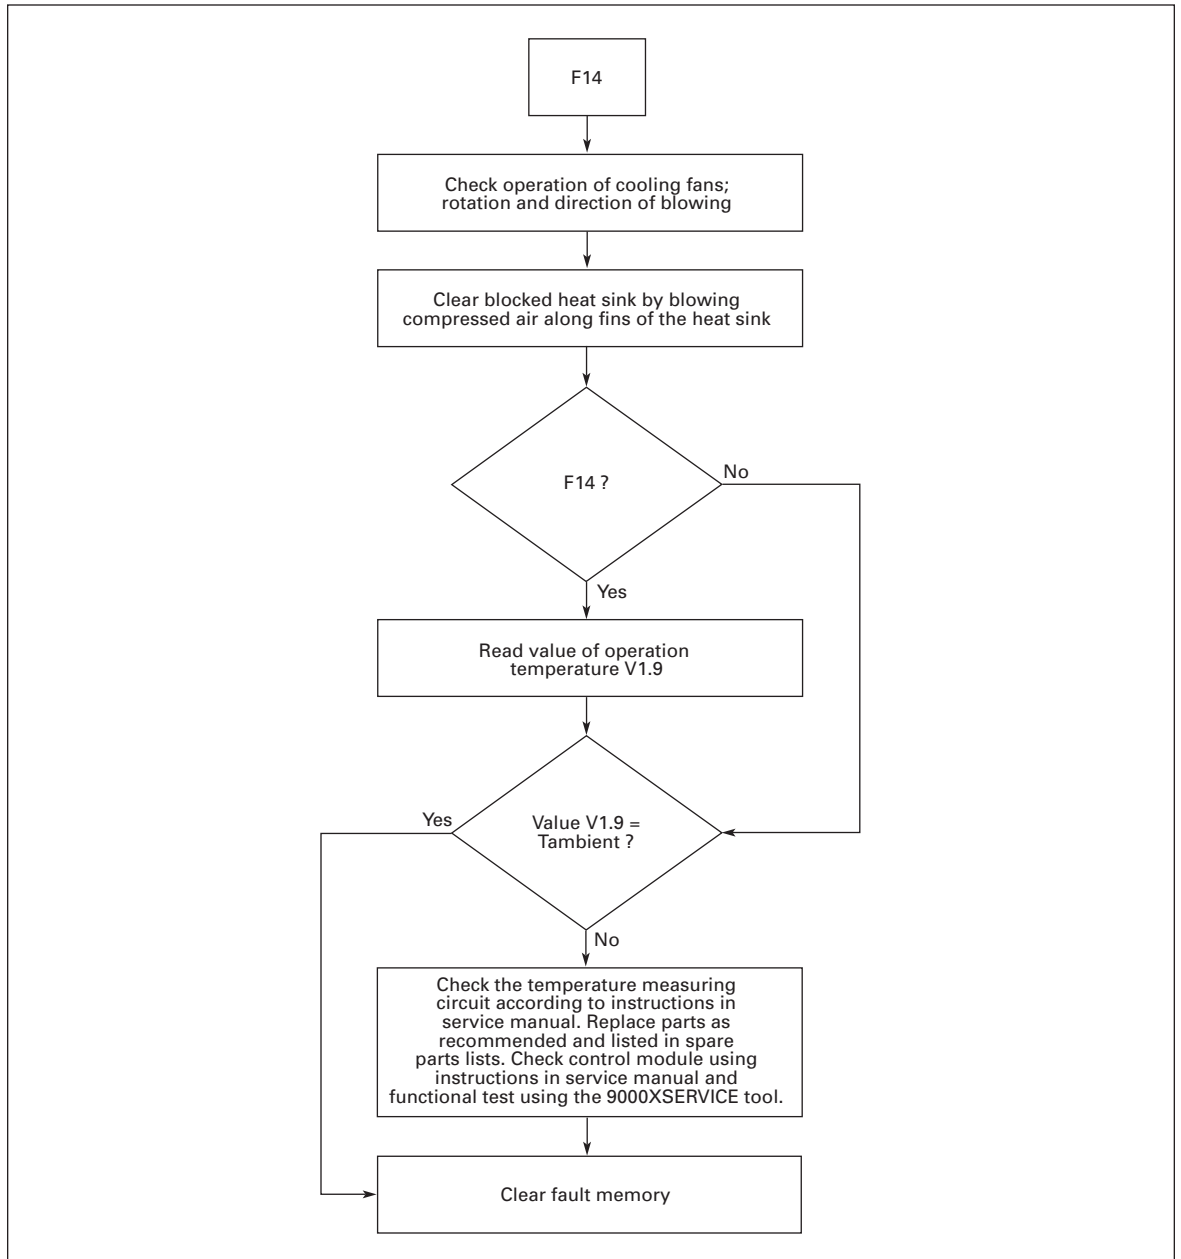 F14
Check operation of cooling fans;
rotation and direction of blowing
Clear blocked heat sink by blowing
compressed air along fins of the heat sink
F14 ?
No
Yes
Read value of operation
temperature V1.9
Yes
Value V1.9 =
Tambient ?
No
Check the temperature measuring
circuit according to instructions in
service manual. Replace parts as
recommended and listed in spare
parts lists. Check control module using
instructions in service manual and
functional test using the 9000XSERVICE tool.
Clear fault memory